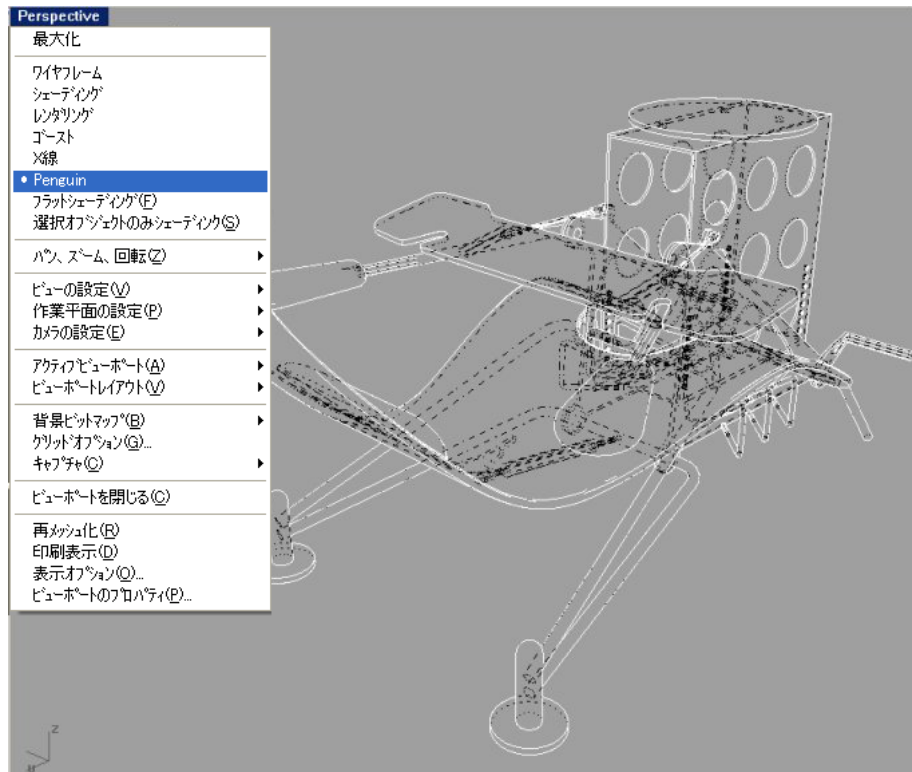 Perspective
最大化
ワイヤフレーム
シェーディング
レンダリング
ゴースト
X線
Penguin
フラットシェーディング(F)
選択オブジェクトのみシェーディング(S)
パン、ズーム、回転(Z)
ビューの設定(V)
作業平面の設定(P)
カメラの設定(E)
アクティブビューポート(A)
ビューポートレイアウト(V)
背景ビットマップ(B)
グリッドオプション(G)...
キャプチャ(C)
ビューポートを閉じる(C)
再メッシュ化(R)
印刷表示(D)
表示オプション(O)...
ビューポートのプロパティ(P)...
z